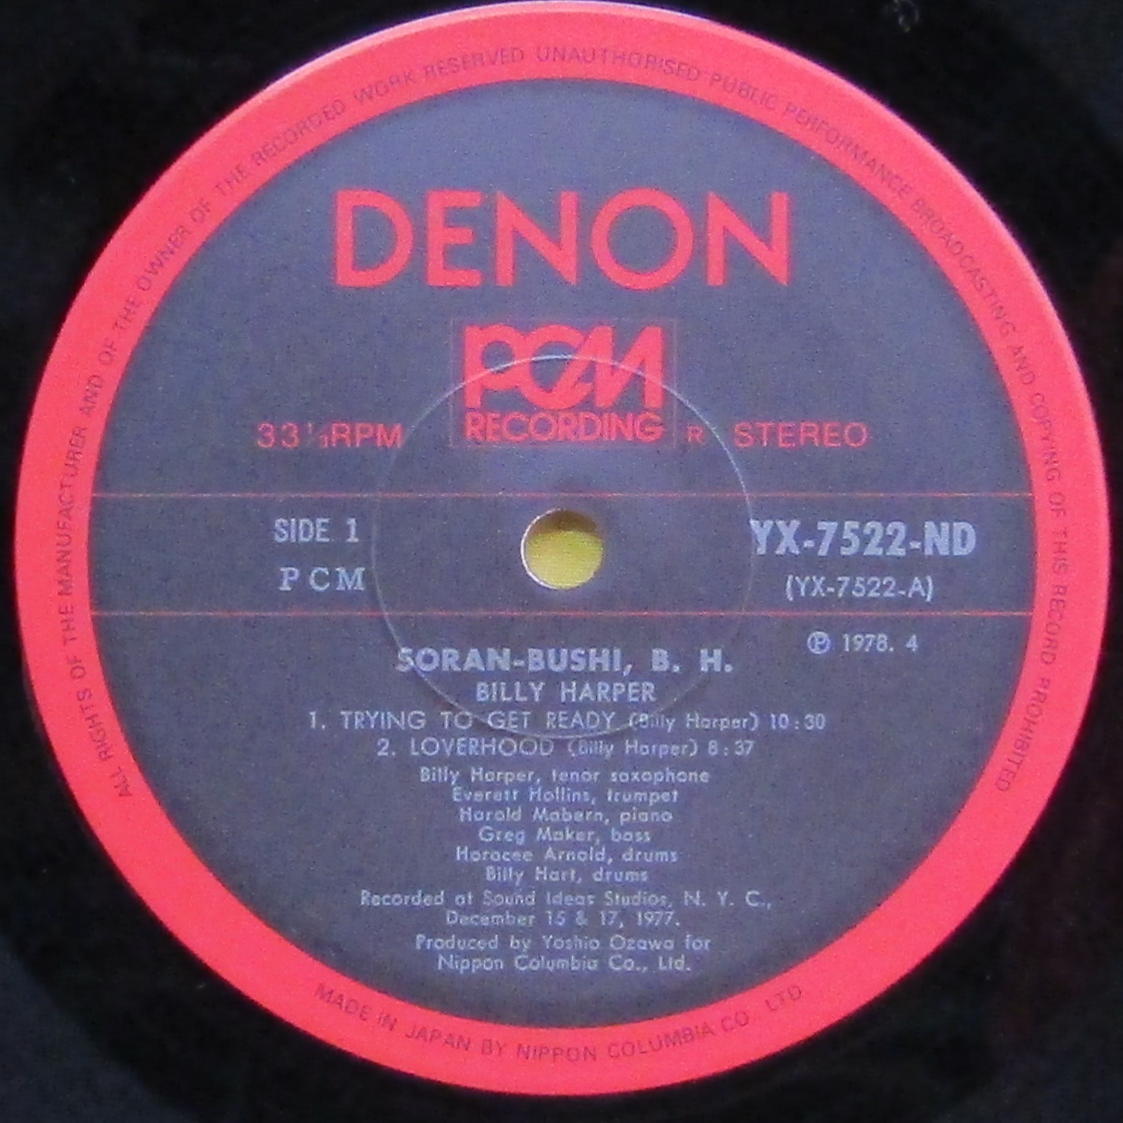 ALL RIGHTS OF THE MANUFACTURER AND OF THE OWNER OF THE RECORDED WORK RESERVED UNAUTHORISED PUBLIC PERFORMANCE BROADCASTING AND COPYING OF THIS RECORD PROHIBITED
DENON
PCM
RECORDING
33⅓RPM R STEREO
SIDE 1 YX-7522-ND
PCM (YX-7522-A)
℗ 1978. 4
SORAN-BUSHI, B. H.
BILLY HARPER
1. TRYING TO GET READY (Billy Harper) 10:30
2. LOVERHOOD (Billy Harper) 8:37
Billy Harper, tenor saxophone
Everett Hollins, trumpet
Harold Mabern, piano
Greg Maker, bass
Horacee Arnold, drums
Billy Hart, drums
Recorded at Sound Ideas Studios, N. Y. C.,
December 15 & 17, 1977.
Produced by Yoshio Ozawa for
Nippon Columbia Co., Ltd.
MADE IN JAPAN BY NIPPON COLUMBIA CO., LTD